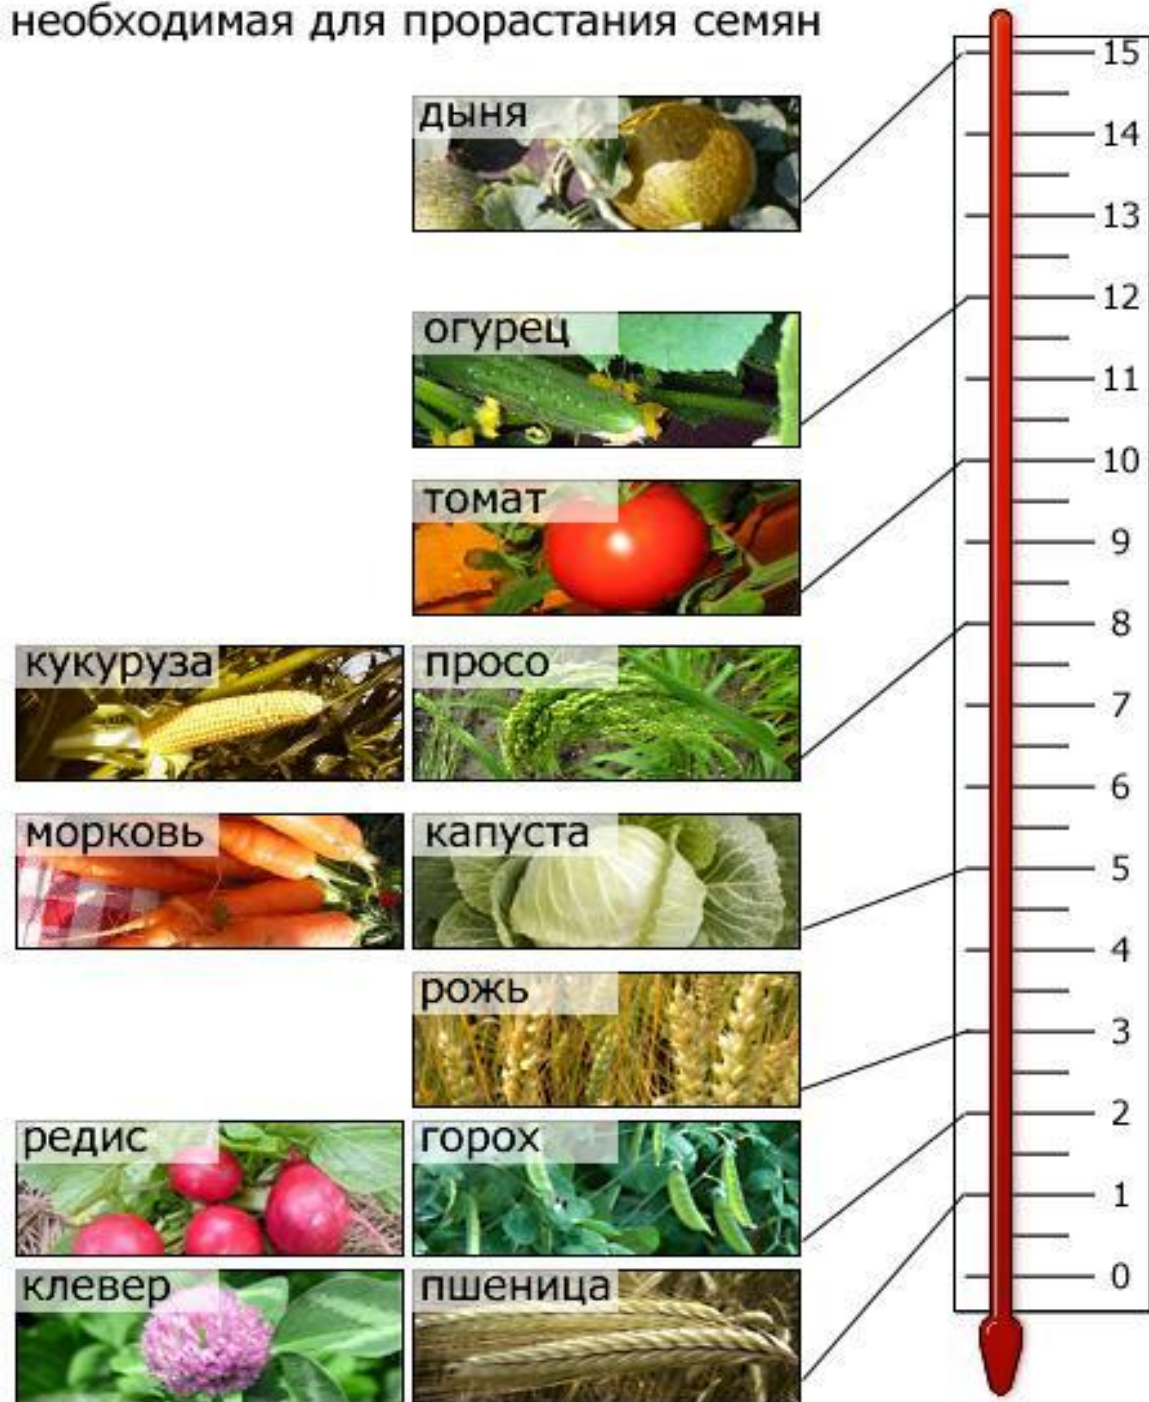 необходимая для прорастания семян
15
дыня
14
13
12
огурец
11
10
томат
9
8
кукуруза просо
7
6
морковь капуста
5
4
рожь
3
2
редис горох
1
клевер пшеница
0